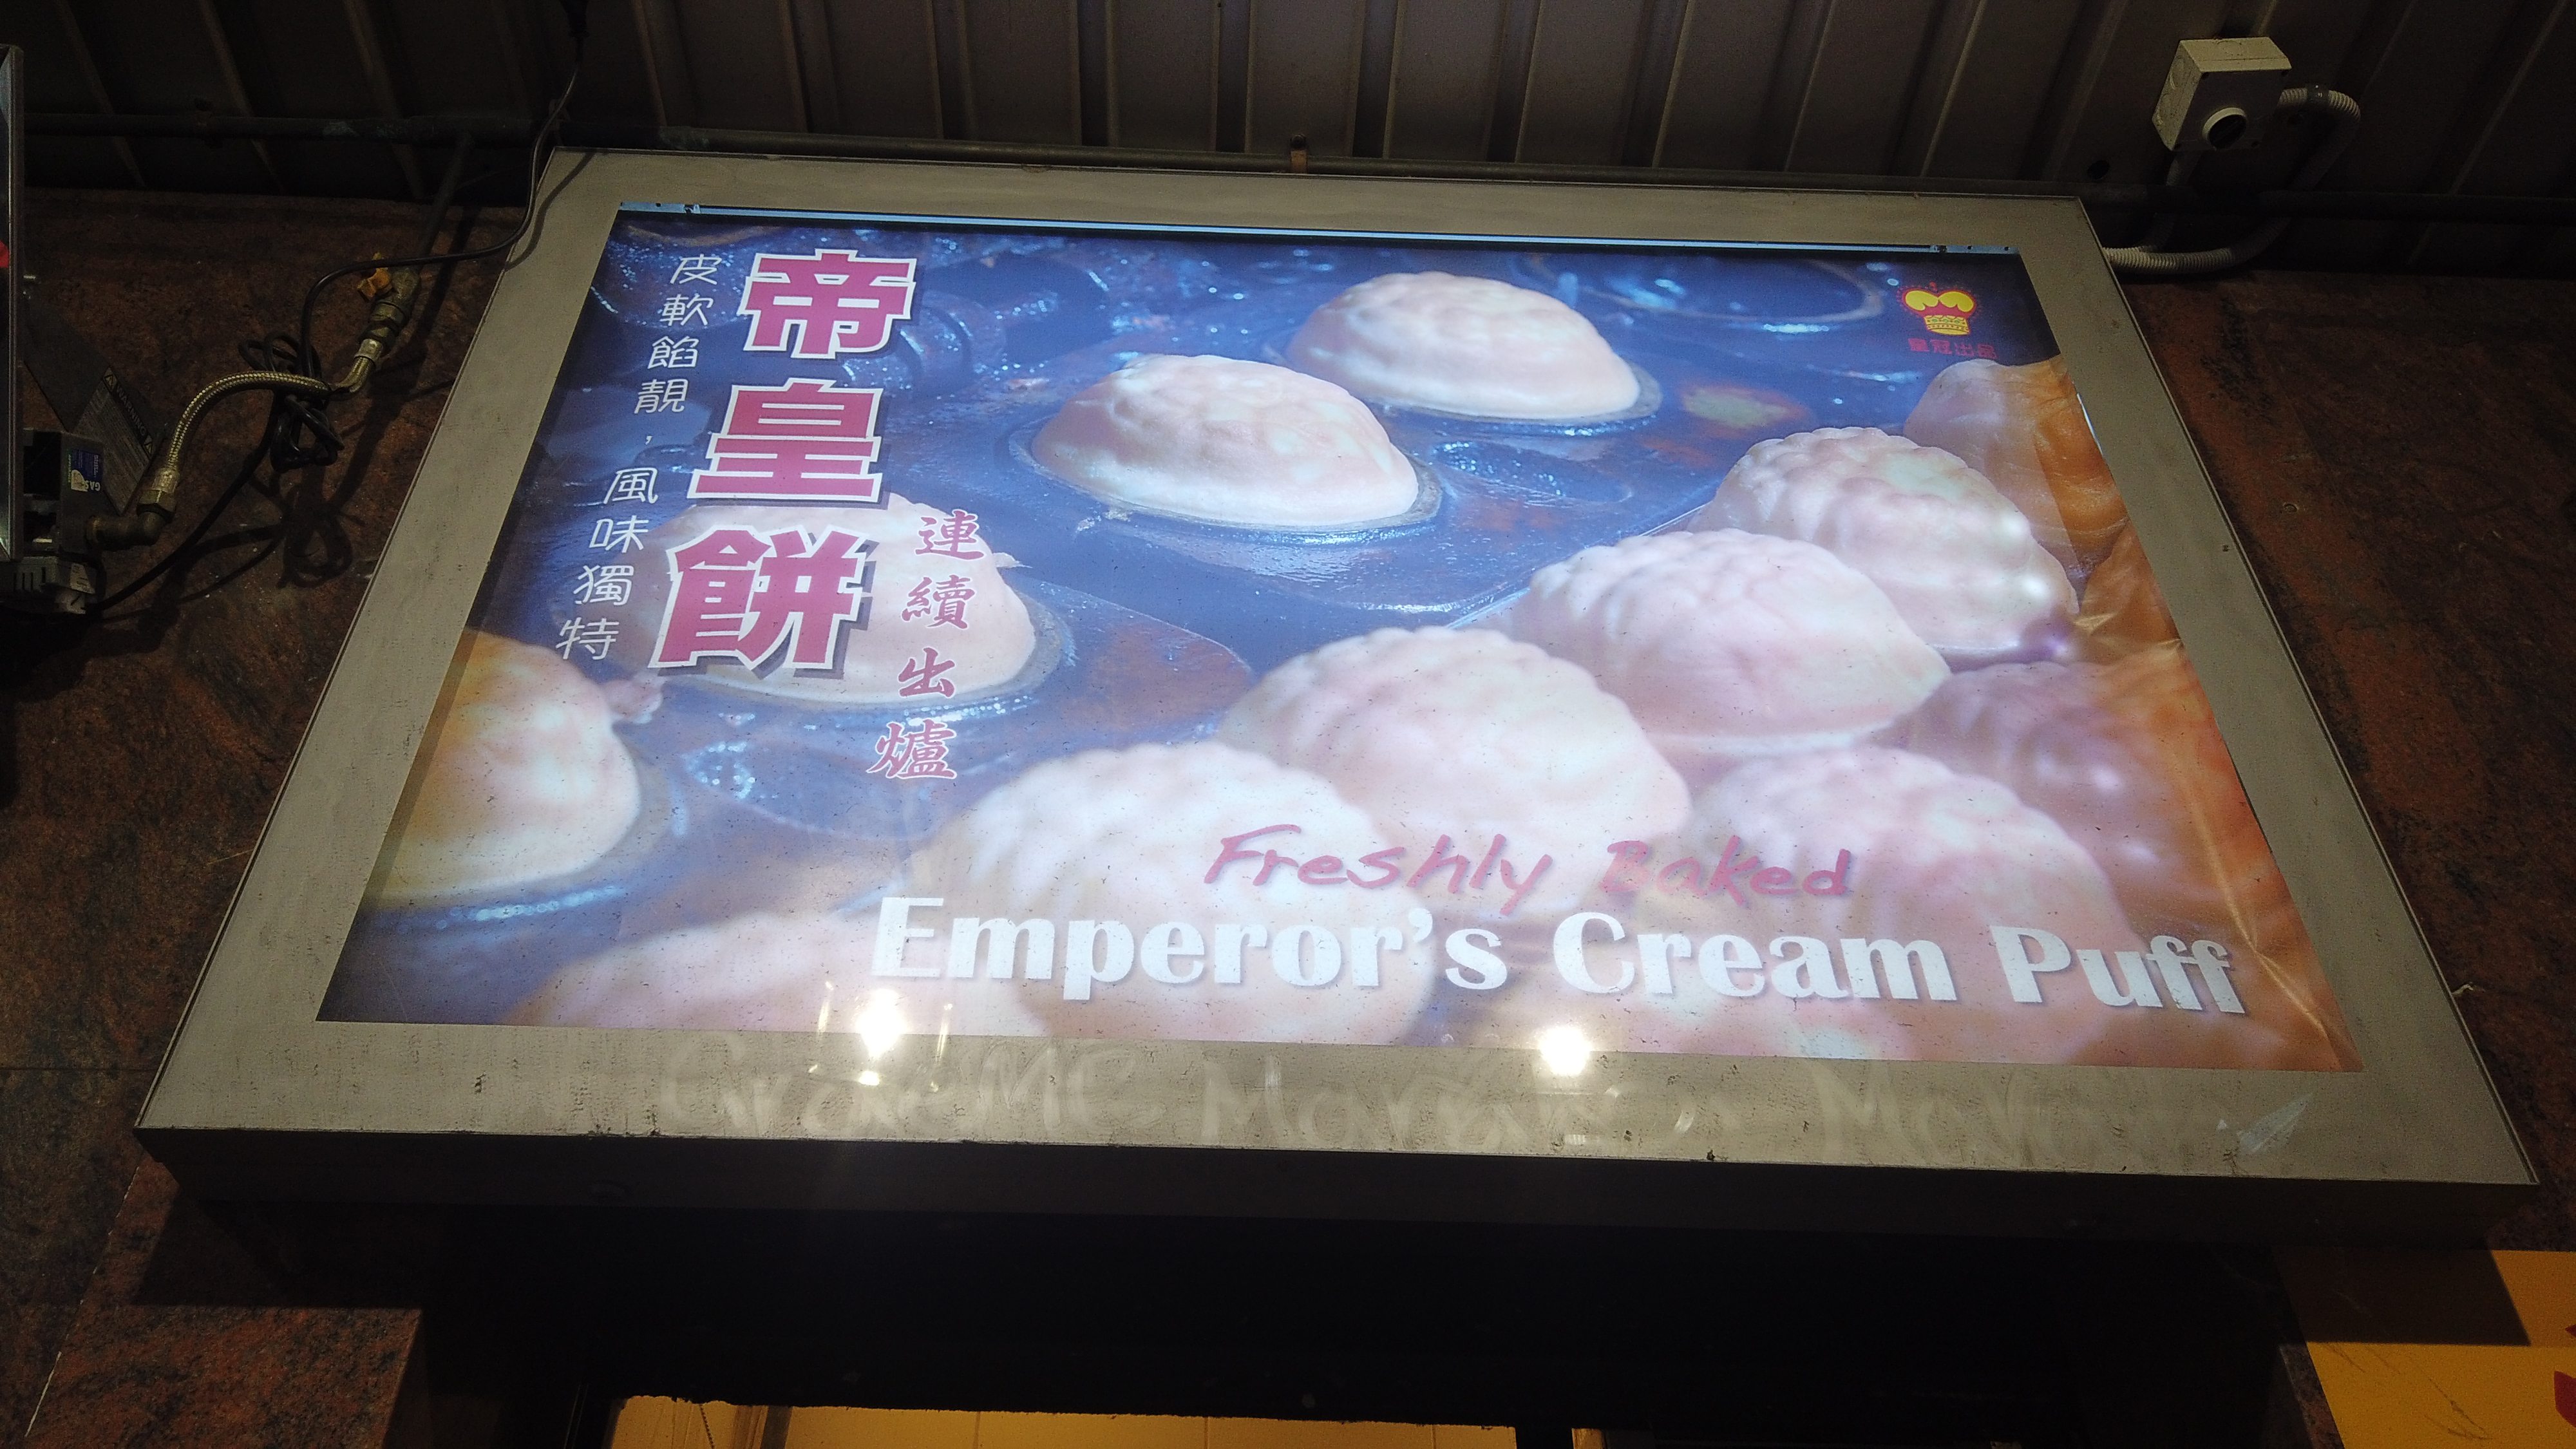 帝皇餅
皮軟餡靚，風味獨特
連續出爐
皇冠出品
Freshly Baked
Emperor's Cream Puff